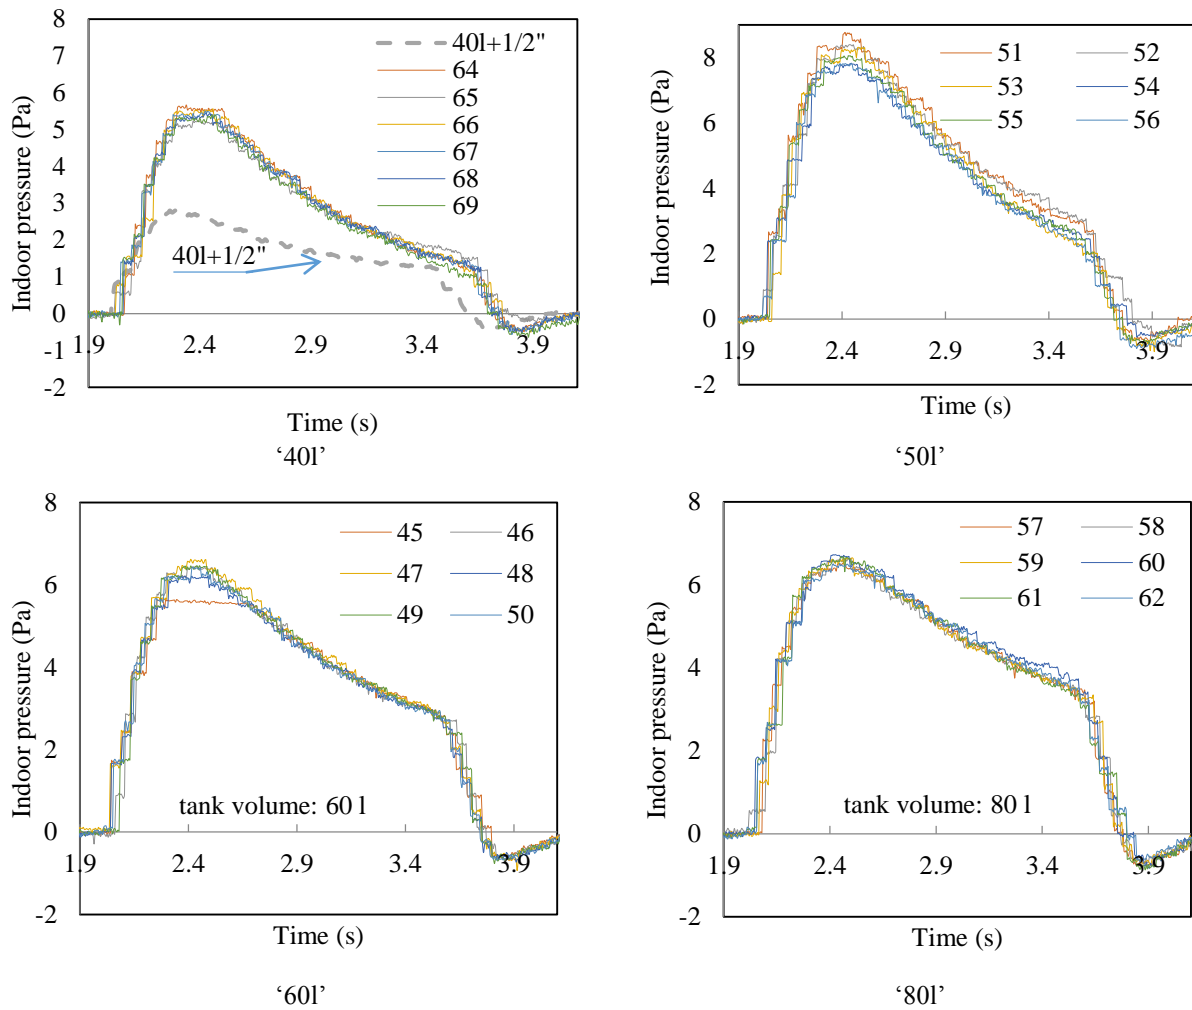 8
7
6
5
4
3
2
1
0
-1
-2
Indoor pressure (Pa)
40l+1/2"
64
65
66
67
68
69
40l+1/2"
1.9 2.4 2.9 3.4 3.9
Time (s)
‘40l’
8
6
4
2
0
-2
Indoor pressure (Pa)
51 52
53 54
55 56
1.9 2.4 2.9 3.4 3.9
Time (s)
‘50l’
8
6
4
2
0
-2
Indoor pressure (Pa)
45 46
47 48
49 50
tank volume: 60 l
1.9 2.4 2.9 3.4 3.9
Time (s)
‘60l’
8
6
4
2
0
-2
Indoor pressure (Pa)
57 58
59 60
61 62
tank volume: 80 l
1.9 2.4 2.9 3.4 3.9
Time (s)
‘80l’